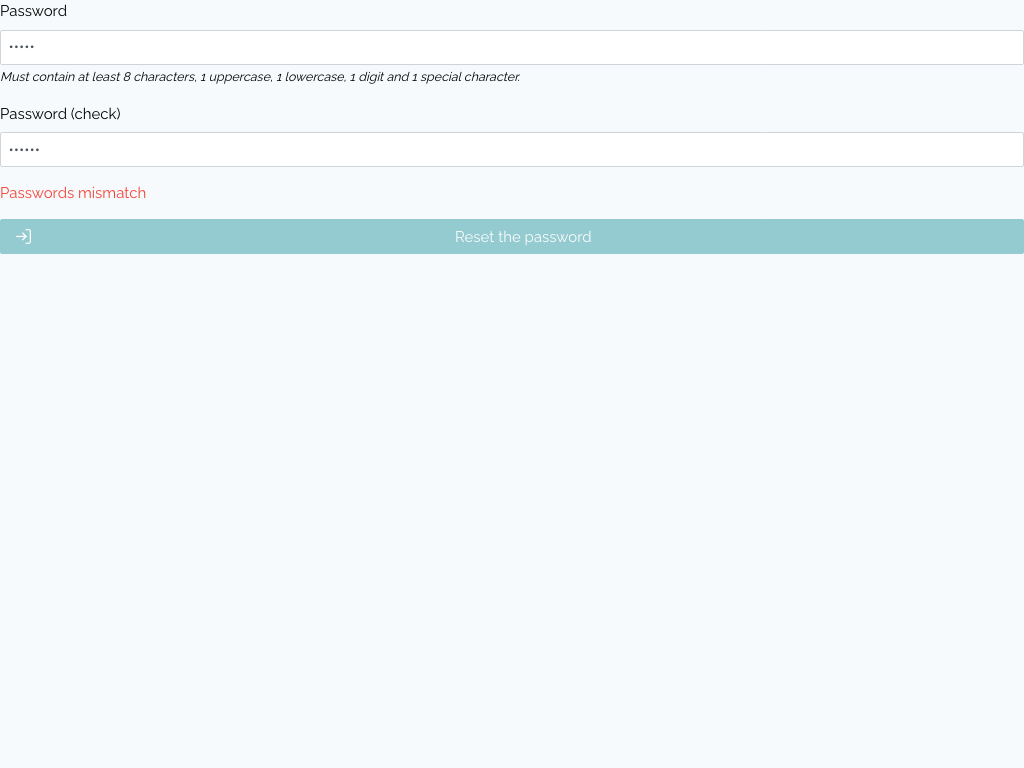 Password
•••••
Must contain at least 8 characters, 1 uppercase, 1 lowercase, 1 digit and 1 special character.
Password (check)
••••••
Passwords mismatch
Reset the password